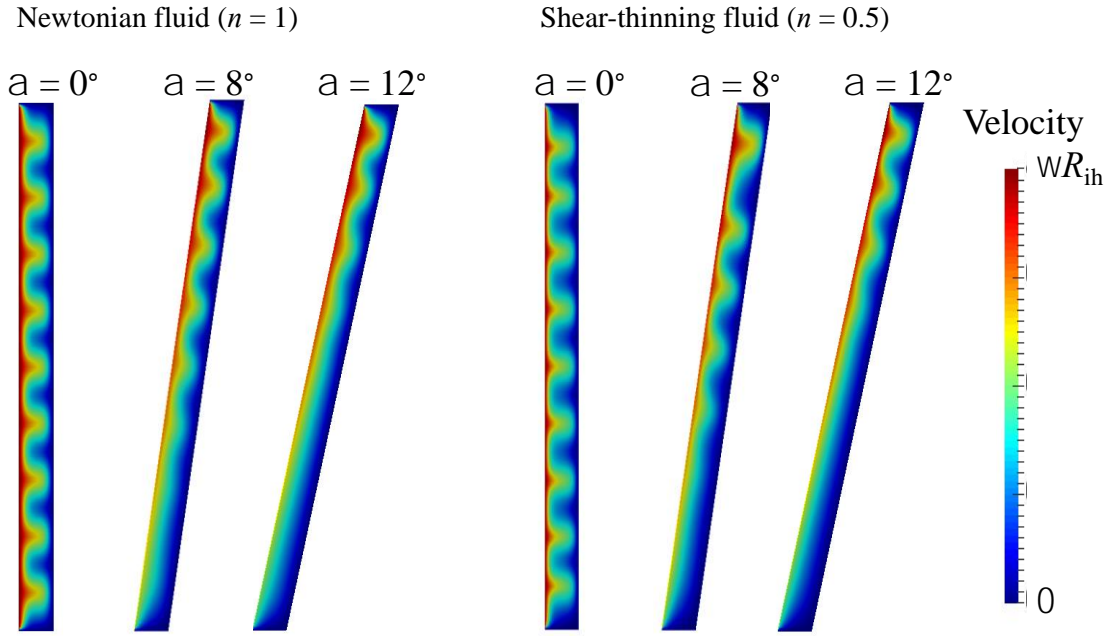 Newtonian fluid (n = 1)
Shear-thinning fluid (n = 0.5)
a = 0°
a = 8°
a = 12°
a = 0°
a = 8°
a = 12°
Velocity
WRih
0